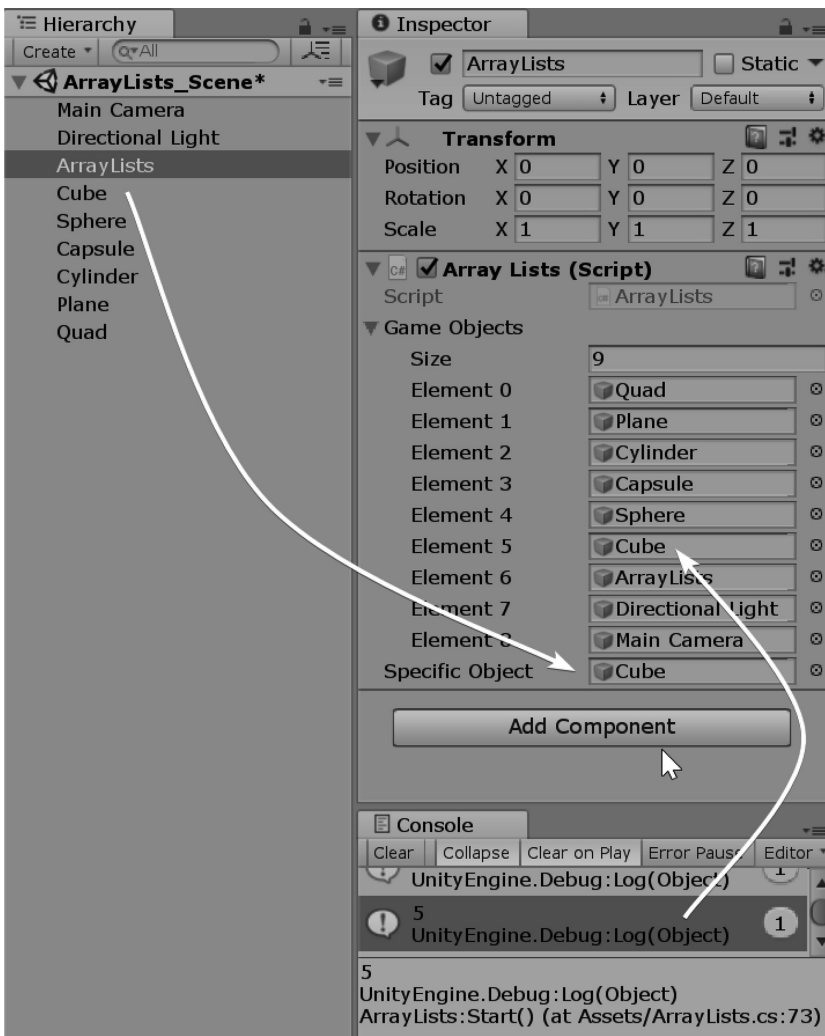 Hierarchy
Create
All
ArrayLists_Scene*
Main Camera
Directional Light
ArrayLists
Cube
Sphere
Capsule
Cylinder
Plane
Quad
Inspector
ArrayLists Static
Tag Untagged Layer Default
Transform
Position X 0 Y 0 Z 0
Rotation X 0 Y 0 Z 0
Scale X 1 Y 1 Z 1
C# Array Lists (Script)
Script ArrayLists
Game Objects
Size 9
Element 0 Quad
Element 1 Plane
Element 2 Cylinder
Element 3 Capsule
Element 4 Sphere
Element 5 Cube
Element 6 ArrayLists
Element 7 Directional Light
Element 8 Main Camera
Specific Object Cube
Add Component
Console
Clear Collapse Clear on Play Error Pause Editor
UnityEngine.Debug:Log(Object) 1
5
UnityEngine.Debug:Log(Object) 1
5
UnityEngine.Debug:Log(Object)
ArrayLists:Start() (at Assets/ArrayLists.cs:73)